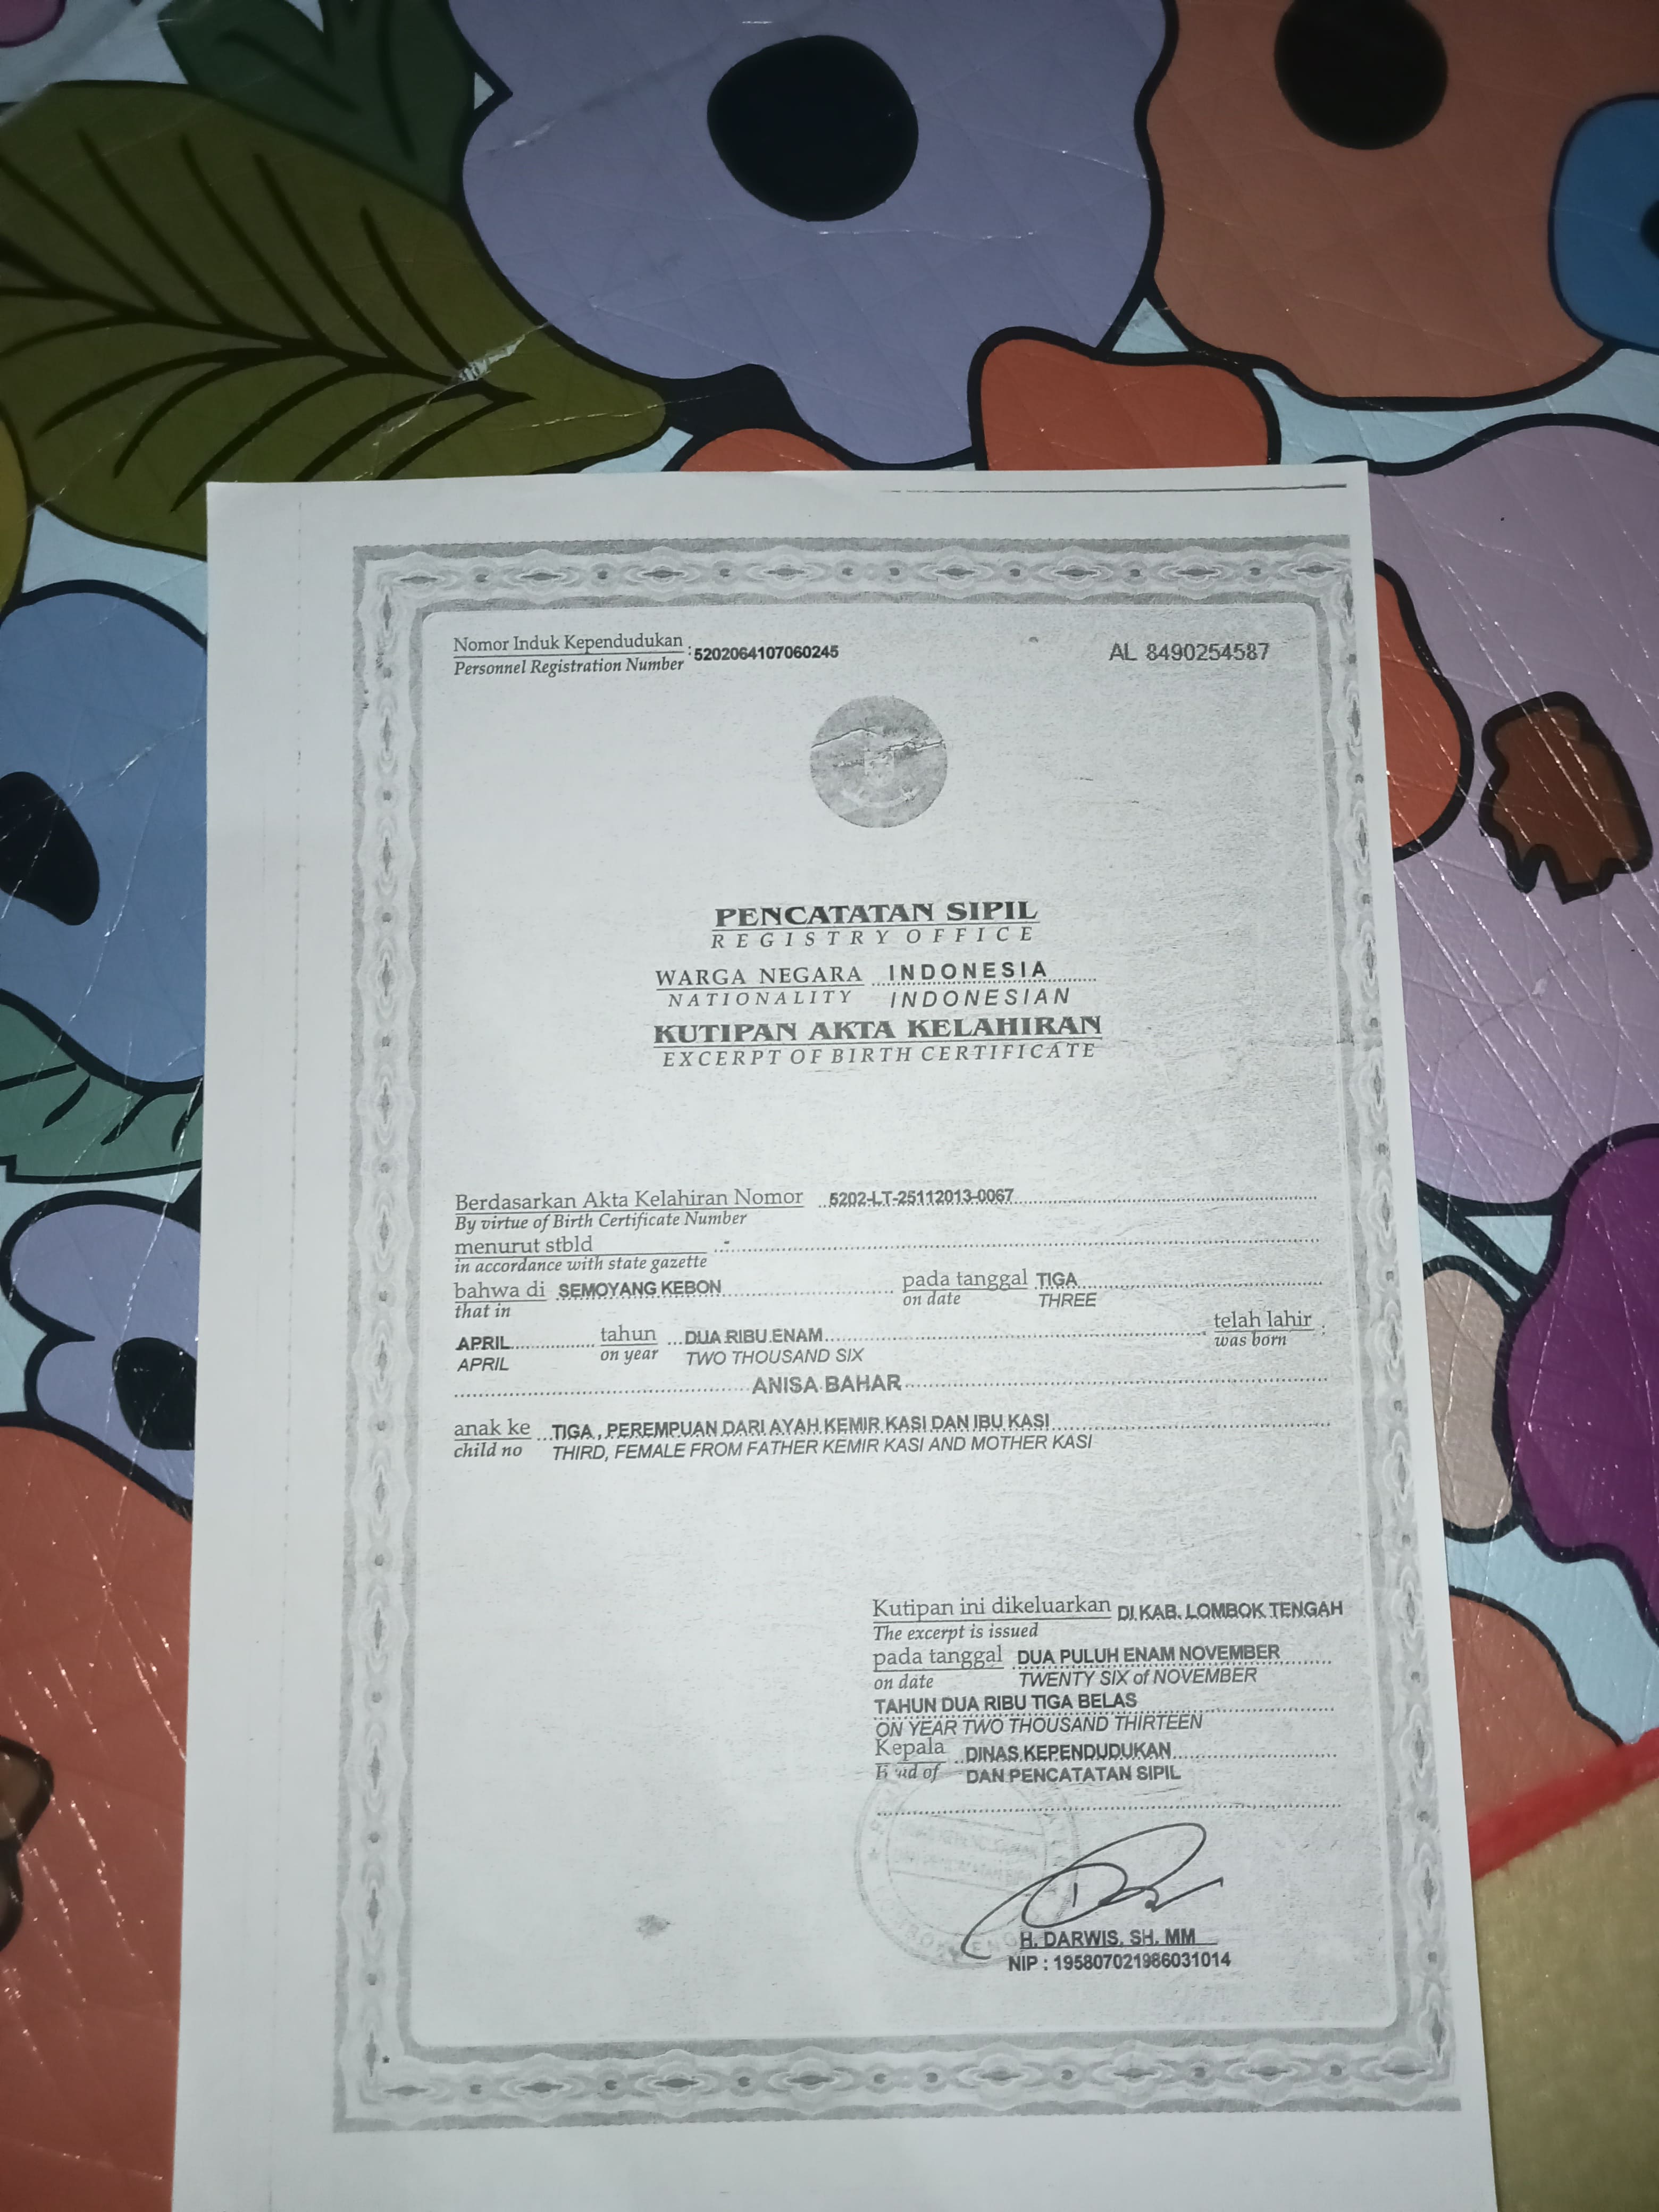 Nomor Induk Kependudukan : 5202064107060245 AL 8490254587
Personnel Registration Number
PENCATATAN SIPIL
REGISTRY OFFICE
WARGA NEGARA INDONESIA
NATIONALITY INDONESIAN
KUTIPAN AKTA KELAHIRAN
EXCERPT OF BIRTH CERTIFICATE
Berdasarkan Akta Kelahiran Nomor 5202-LT-25112013-0067
By virtue of Birth Certificate Number
menurut stbld -
in accordance with state gazette
bahwa di SEMOYANG KEBON pada tanggal TIGA
that in on date THREE
APRIL tahun DUA RIBU ENAM telah lahir :
APRIL on year TWO THOUSAND SIX was born
ANISA BAHAR
anak ke TIGA, PEREMPUAN DARI AYAH KEMIR KASI DAN IBU KASI
child no THIRD, FEMALE FROM FATHER KEMIR KASI AND MOTHER KASI
Kutipan ini dikeluarkan DI KAB. LOMBOK TENGAH
The excerpt is issued
pada tanggal DUA PULUH ENAM NOVEMBER
on date TWENTY SIX of NOVEMBER
TAHUN DUA RIBU TIGA BELAS
ON YEAR TWO THOUSAND THIRTEEN
Kepala DINAS KEPENDUDUKAN
Head of DAN PENCATATAN SIPIL
H. DARWIS, SH. MM
NIP : 195807021986031014